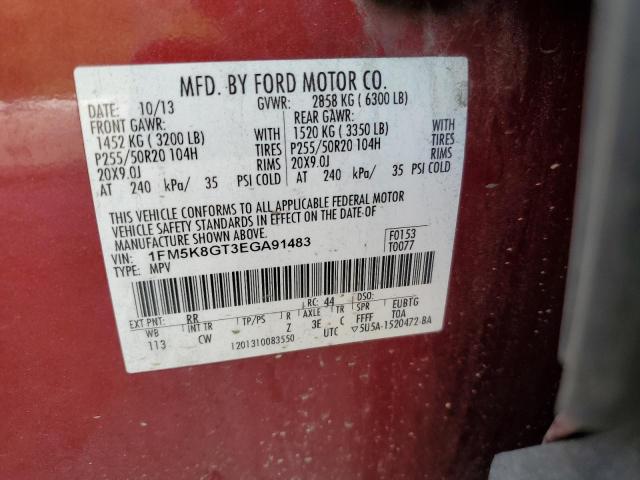 MFD. BY FORD MOTOR CO.
DATE: 10/13 GVWR: 2858 KG ( 6300 LB)
FRONT GAWR: REAR GAWR:
1452 KG ( 3200 LB) WITH 1520 KG ( 3350 LB) WITH
P255/50R20 104H TIRES P255/50R20 104H TIRES
20X9.0J RIMS 20X9.0J RIMS
AT 240 kPa/ 35 PSI COLD AT 240 kPa/ 35 PSI COLD
THIS VEHICLE CONFORMS TO ALL APPLICABLE FEDERAL MOTOR
VEHICLE SAFETY STANDARDS IN EFFECT ON THE DATE OF
MANUFACTURE SHOWN ABOVE.
VIN: 1FM5K8GT3EGA91483 F0153
TYPE: MPV T0077
EXT PNT: RR RC: 44 DSO:
WB INT TR TP/PS R AXLE TR SPR EUBTG
113 CW Z 3E C FFFF T0A
1201310083550 UTC ▽5U5A-1520472-BA